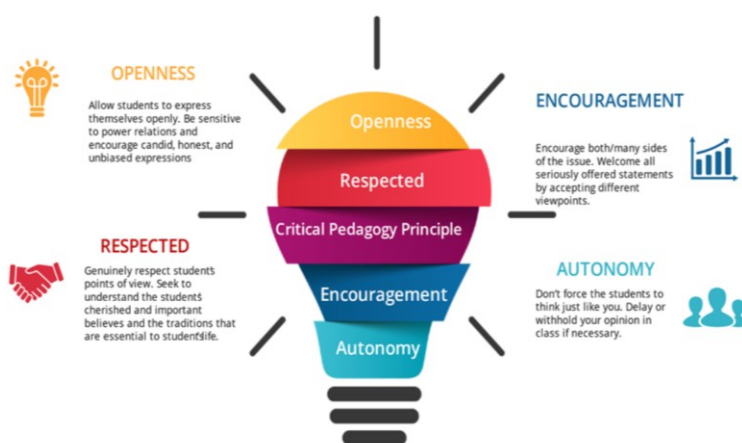 OPENNESS
Allow students to express
themselves openly. Be sensitive
to power relations and
encourage candid, honest, and
unbiased expressions
RESPECTED
Genuinely respect student's
points of view. Seek to
understand the student's
cherished and important
believes and the traditions that
are essential to student'slife.
Openness
Respected
Critical Pedagogy Principle
Encouragement
Autonomy
ENCOURAGEMENT
Encourage both/many sides
of the issue. Welcome all
seriously offered statements
by accepting different
viewpoints.
AUTONOMY
Don't force the students to
think just like you. Delay or
withhold your opinion in
class if necessary.